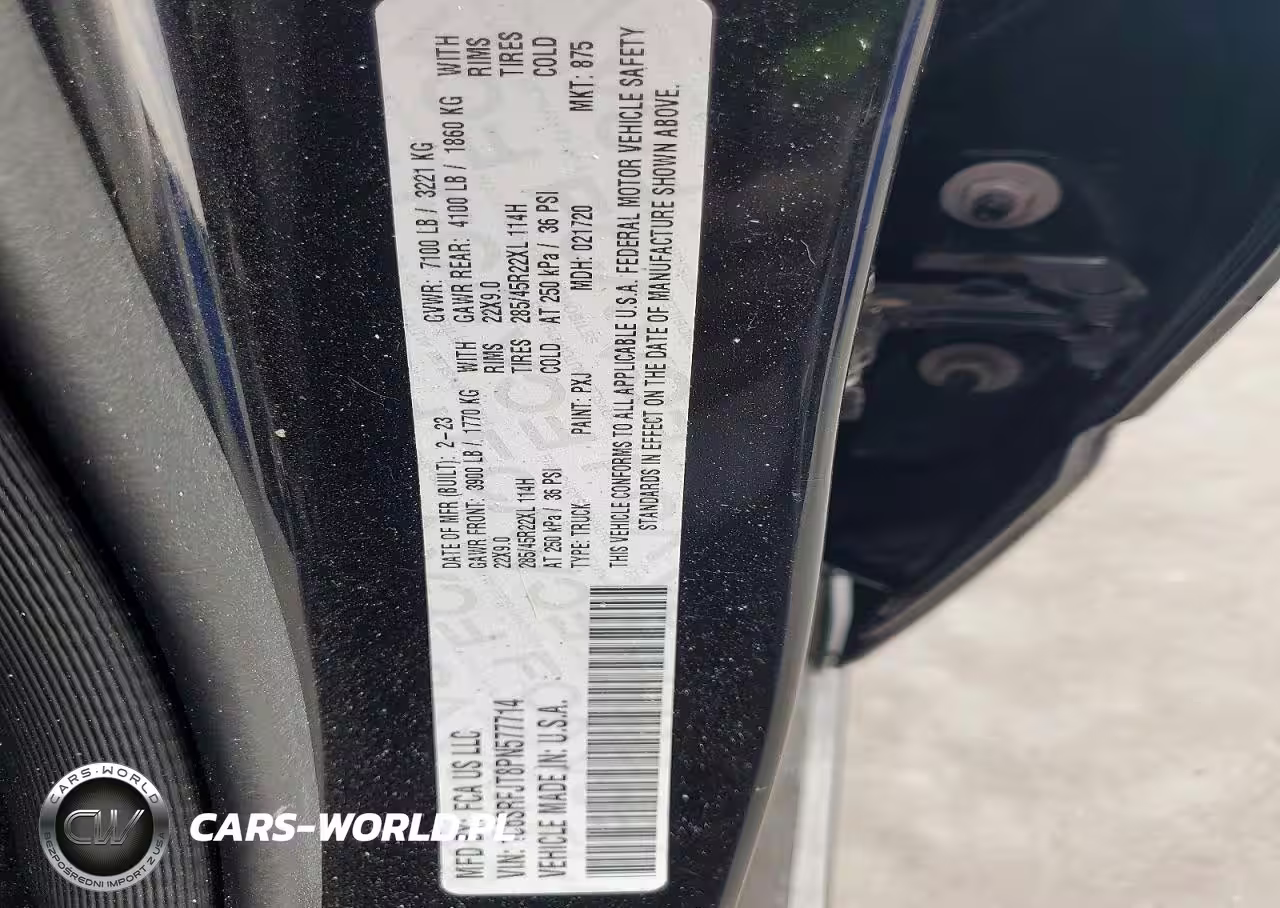 DATE OF MFR (BUILT): 2-23 GVWR: 7100 LB / 3221 KG
GAWR FRONT: 3900 LB / 1770 KG WITH GAWR REAR: 4100 LB / 1860 KG WITH
22X9.0 RIMS 22X9.0 RIMS
285/45R22XL 114H TIRES 285/45R22XL 114H TIRES
AT 250 kPa / 36 PSI COLD AT 250 kPa / 36 PSI COLD
TYPE: TRUCK PAINT: PXJ MDH: 021720 MKT: 875
THIS VEHICLE CONFORMS TO ALL APPLICABLE U.S.A. FEDERAL MOTOR VEHICLE SAFETY
STANDARDS IN EFFECT ON THE DATE OF MANUFACTURE SHOWN ABOVE.
MFD BY FCA US LLC
VIN: 1C6SRFJT8PN577714
VEHICLE MADE IN: U.S.A.
CARS-WORLD
CW
BEZPOŚREDNI IMPORT Z USA
CARS-WORLD.PL